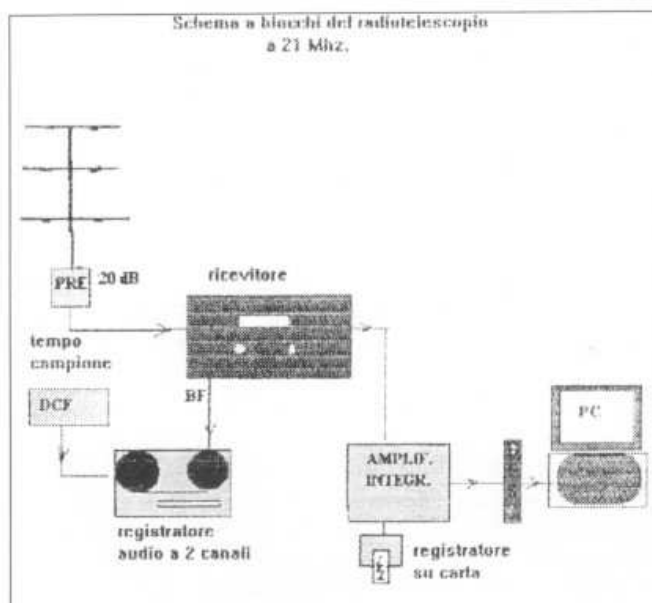 Schema a blocchi del radiotelescopio
a 21 Mhz.
PRE
20 dB
ricevitore
tempo
campione
DCF
BF
PC
AMPLIF.
INTEGR.
registratore
audio a 2 canali
registratore
su carta